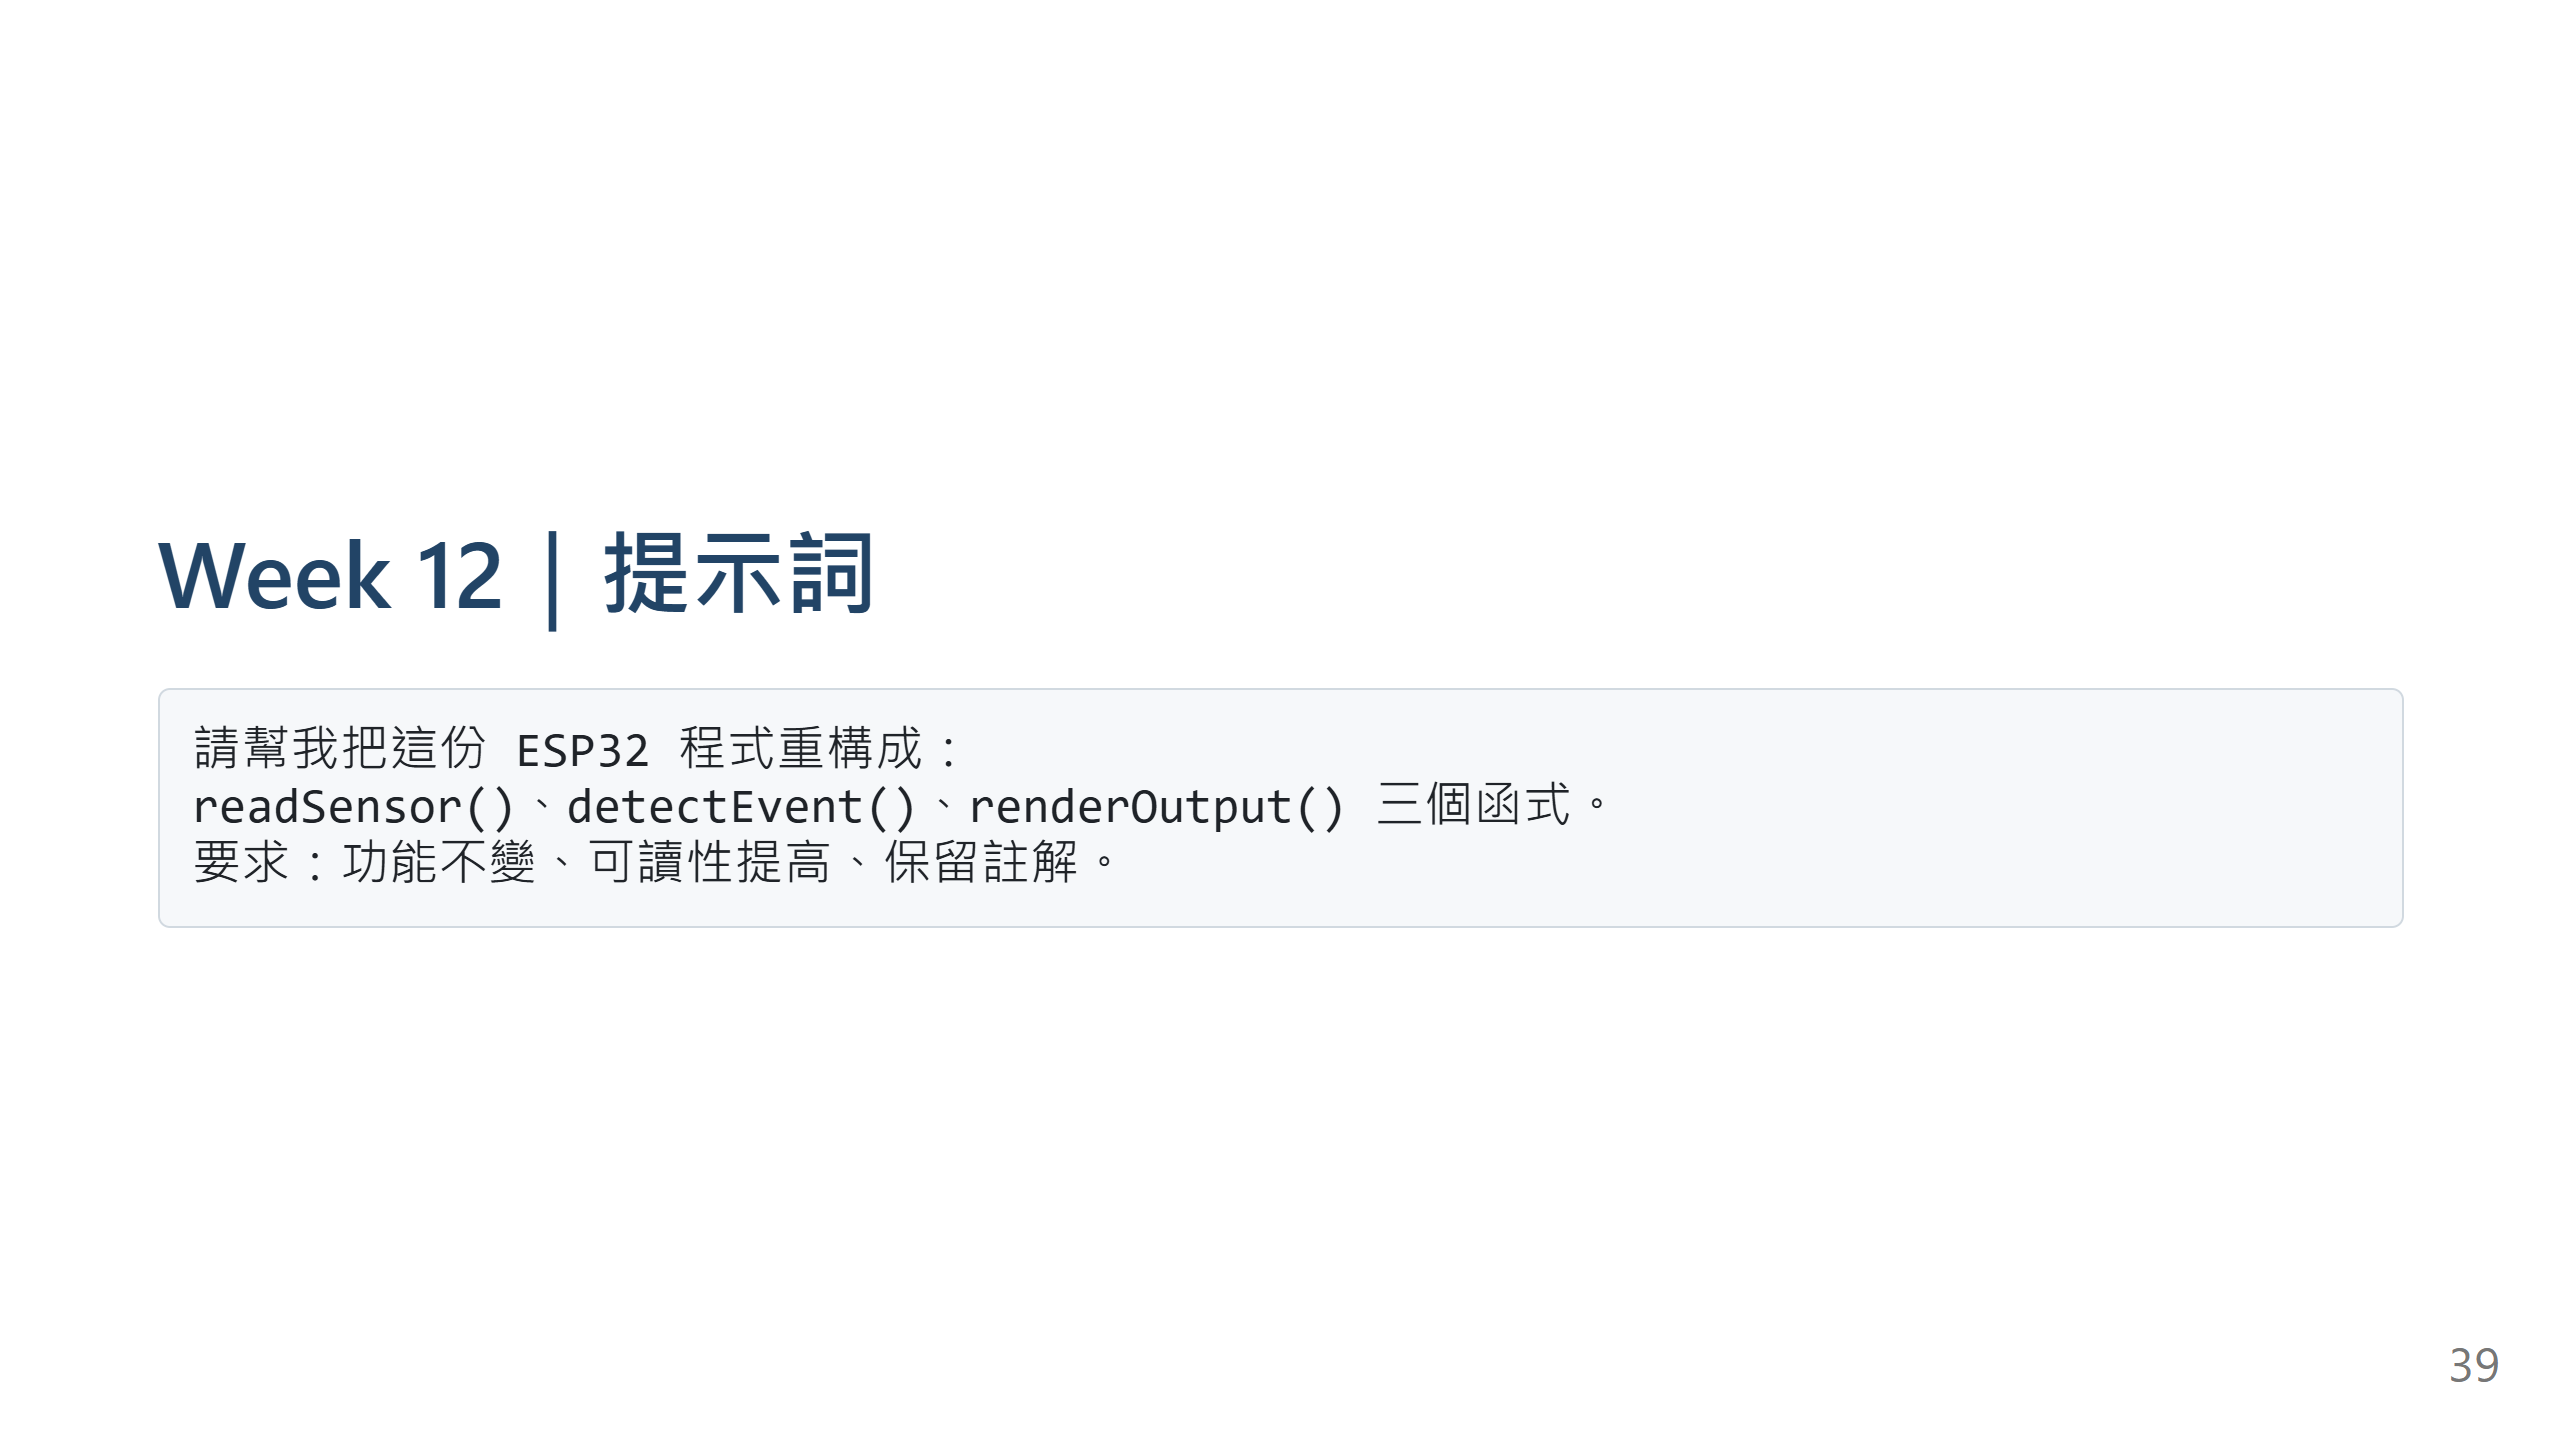 Week 12｜提示詞
請幫我把這份 ESP32 程式重構成：
readSensor()、detectEvent()、renderOutput() 三個函式。
要求：功能不變、可讀性提高、保留註解。
39